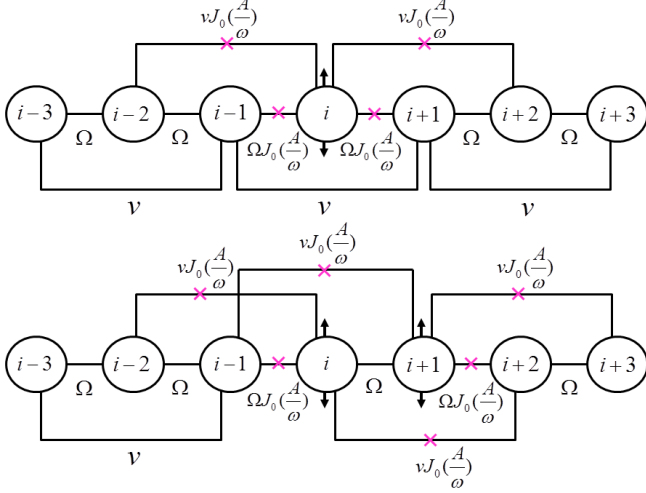 vJ₀(A/ω) vJ₀(A/ω)
i−3 i−2 i−1 i i+1 i+2 i+3
Ω Ω ΩJ₀(A/ω) ΩJ₀(A/ω) Ω Ω
v v v
vJ₀(A/ω)
vJ₀(A/ω) vJ₀(A/ω)
i−3 i−2 i−1 i i+1 i+2 i+3
Ω Ω ΩJ₀(A/ω) Ω ΩJ₀(A/ω) Ω
v vJ₀(A/ω)